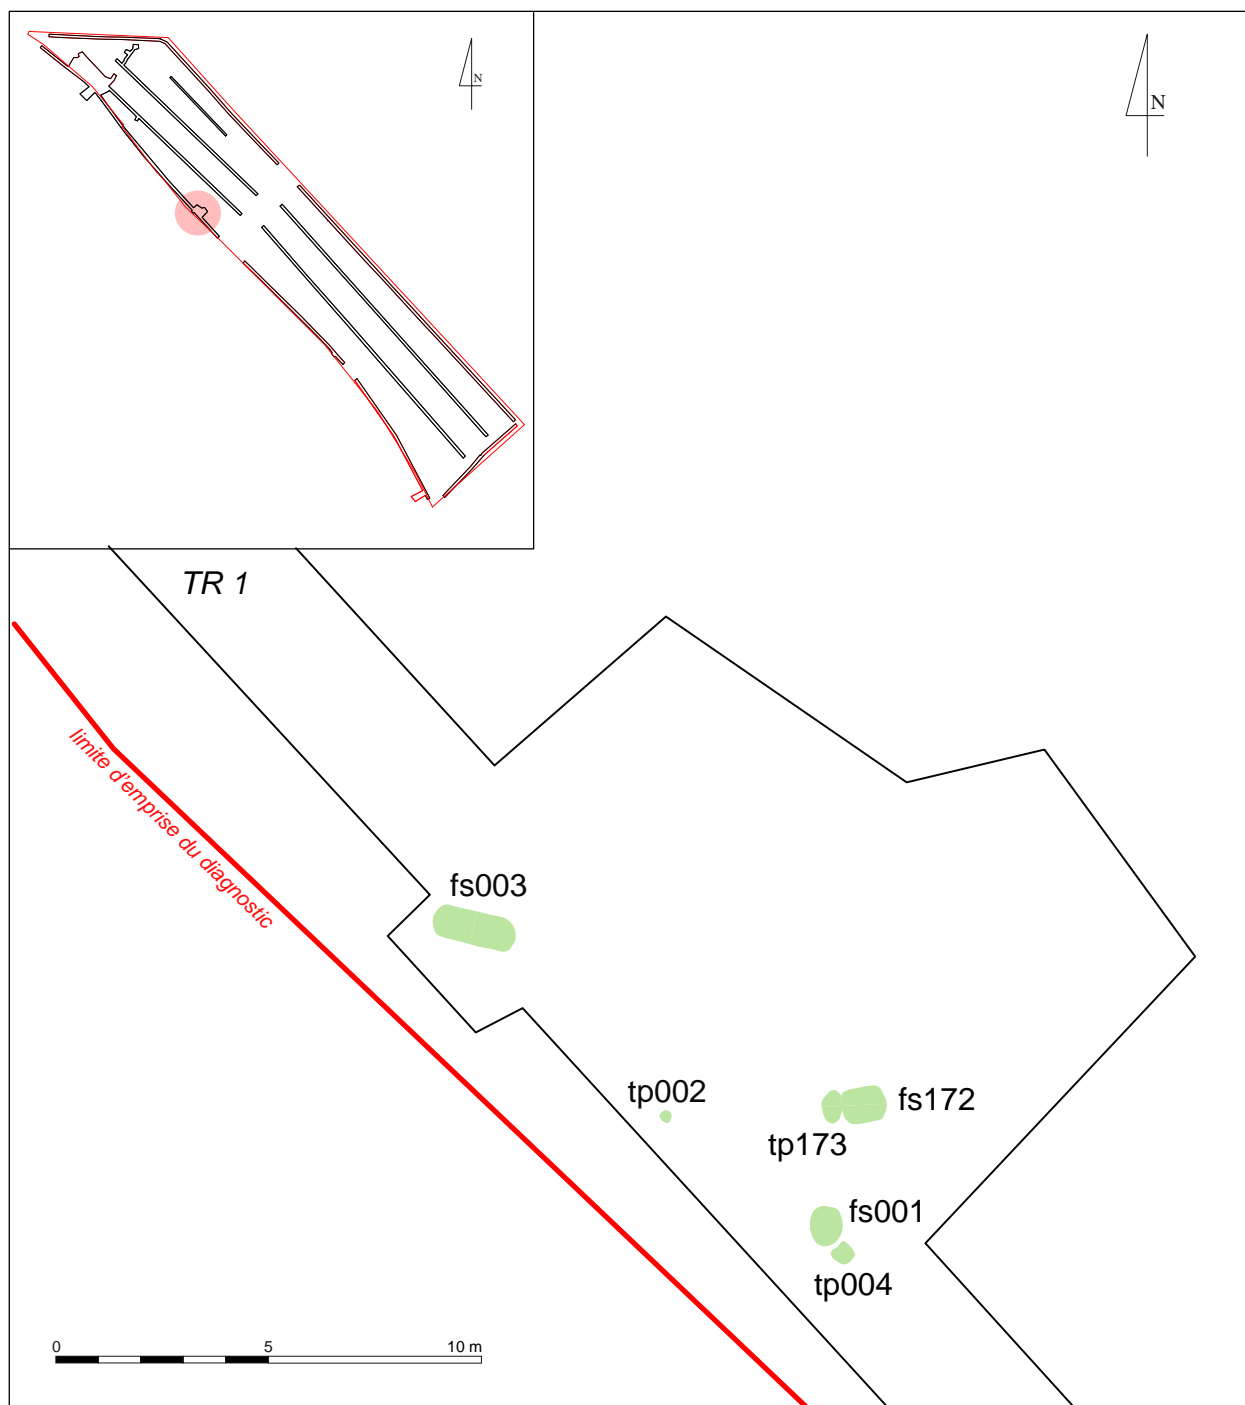 N
N
TR 1
limite d'emprise du diagnostic
fs003
tp002
fs172
tp173
fs001
tp004
0 5 10 m